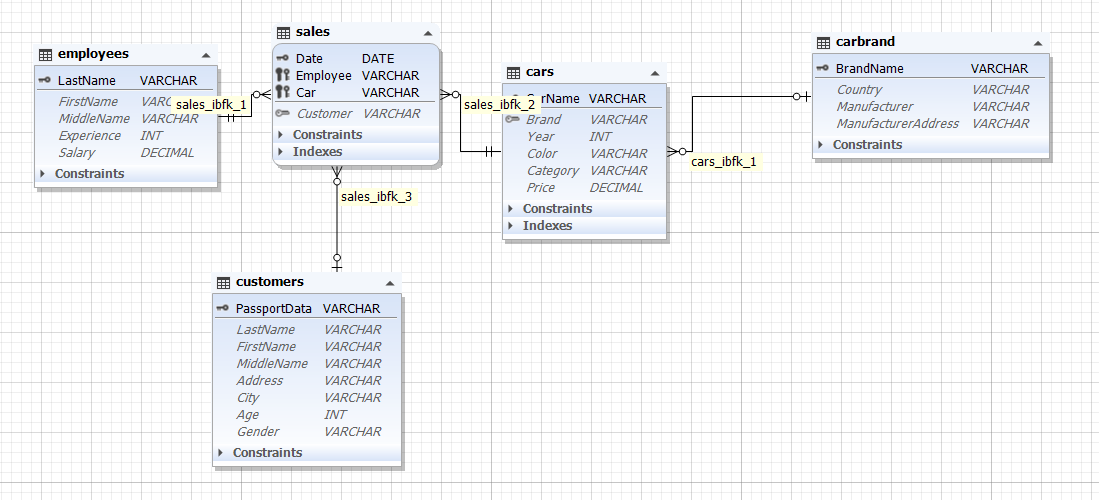 employees
LastName VARCHAR
FirstName
MiddleName VARCHAR
Experience INT
Salary DECIMAL
Constraints
sales_ibfk_1
sales
Date DATE
Employee VARCHAR
Car VARCHAR
Customer VARCHAR
Constraints
Indexes
sales_ibfk_2
sales_ibfk_3
cars
VARCHAR
Brand VARCHAR
Year INT
Color VARCHAR
Category VARCHAR
Price DECIMAL
Constraints
Indexes
cars_ibfk_1
carbrand
BrandName VARCHAR
Country VARCHAR
Manufacturer VARCHAR
ManufacturerAddress VARCHAR
Constraints
customers
PassportData VARCHAR
LastName VARCHAR
FirstName VARCHAR
MiddleName VARCHAR
Address VARCHAR
City VARCHAR
Age INT
Gender VARCHAR
Constraints